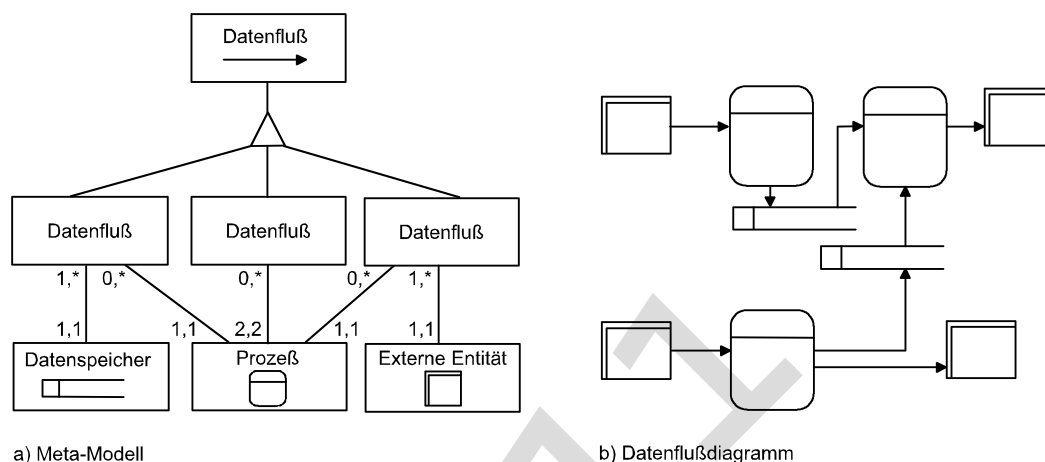 Datenfluß
Datenfluß Datenfluß Datenfluß
1,* 0,* 0,* 0,* 1,*
1,1 1,1 2,2 1,1 1,1
Datenspeicher Prozeß Externe Entität
a) Meta-Modell b) Datenflußdiagramm